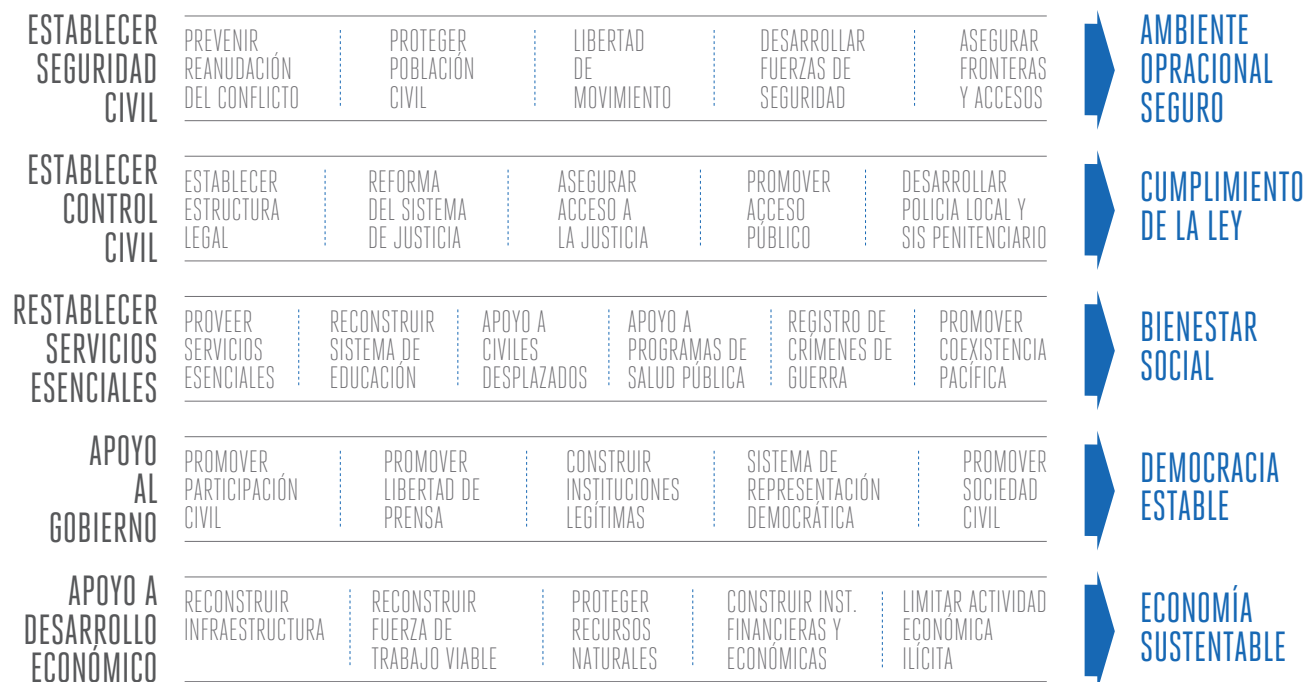 ESTABLECER
SEGURIDAD
CIVIL
PREVENIR
REANUDACIÓN
DEL CONFLICTO
PROTEGER
POBLACIÓN
CIVIL
LIBERTAD
DE
MOVIMIENTO
DESARROLLAR
FUERZAS DE
SEGURIDAD
ASEGURAR
FRONTERAS
Y ACCESOS
AMBIENTE
OPRACIONAL
SEGURO
ESTABLECER
CONTROL
CIVIL
ESTABLECER
ESTRUCTURA
LEGAL
REFORMA
DEL SISTEMA
DE JUSTICIA
ASEGURAR
ACCESO A
LA JUSTICIA
PROMOVER
ACCESO
PÚBLICO
DESARROLLAR
POLICIA LOCAL Y
SIS PENITENCIARIO
CUMPLIMIENTO
DE LA LEY
RESTABLECER
SERVICIOS
ESENCIALES
PROVEER
SERVICIOS
ESENCIALES
RECONSTRUIR
SISTEMA DE
EDUCACIÓN
APOYO A
CIVILES
DESPLAZADOS
APOYO A
PROGRAMAS DE
SALUD PÚBLICA
REGISTRO DE
CRÍMENES DE
GUERRA
PROMOVER
COEXISTENCIA
PACÍFICA
BIENESTAR
SOCIAL
APOYO
AL
GOBIERNO
PROMOVER
PARTICIPACIÓN
CIVIL
PROMOVER
LIBERTAD DE
PRENSA
CONSTRUIR
INSTITUCIONES
LEGÍTIMAS
SISTEMA DE
REPRESENTACIÓN
DEMOCRÁTICA
PROMOVER
SOCIEDAD
CIVIL
DEMOCRACIA
ESTABLE
APOYO A
DESARROLLO
ECONÓMICO
RECONSTRUIR
INFRAESTRUCTURA
RECONSTRUIR
FUERZA DE
TRABAJO VIABLE
PROTEGER
RECURSOS
NATURALES
CONSTRUIR INST.
FINANCIERAS Y
ECONÓMICAS
LIMITAR ACTIVIDAD
ECONÓMICA
ILÍCITA
ECONOMÍA
SUSTENTABLE